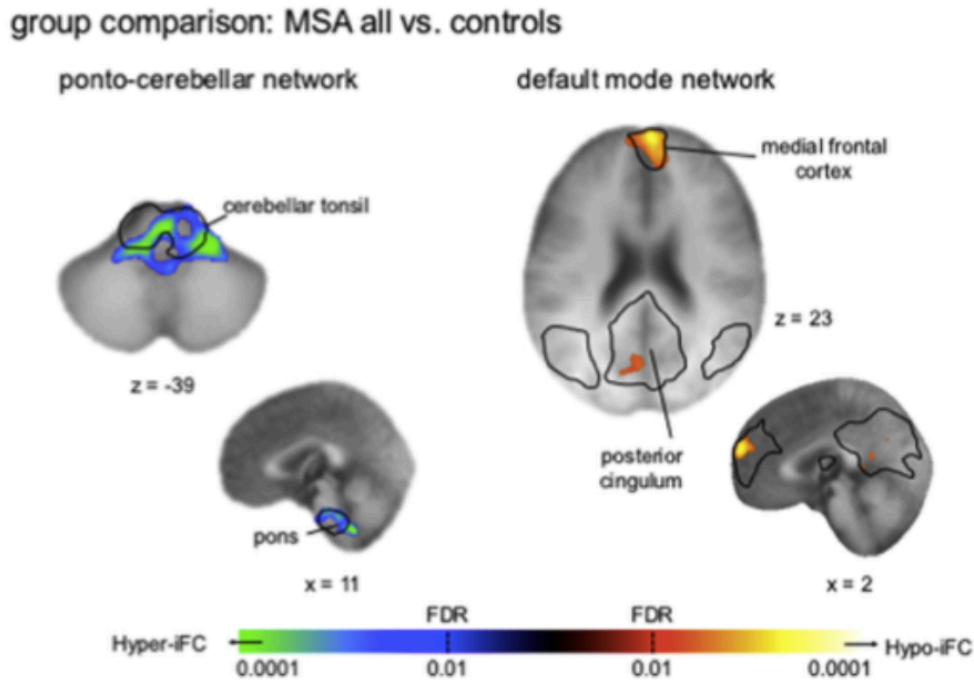 group comparison: MSA all vs. controls
ponto-cerebellar network
default mode network
medial frontal
cortex
cerebellar tonsil
z = 23
z = -39
posterior
cingulum
pons
x = 11
x = 2
FDR
FDR
Hyper-iFC
Hypo-iFC
0.0001
0.01
0.01
0.0001